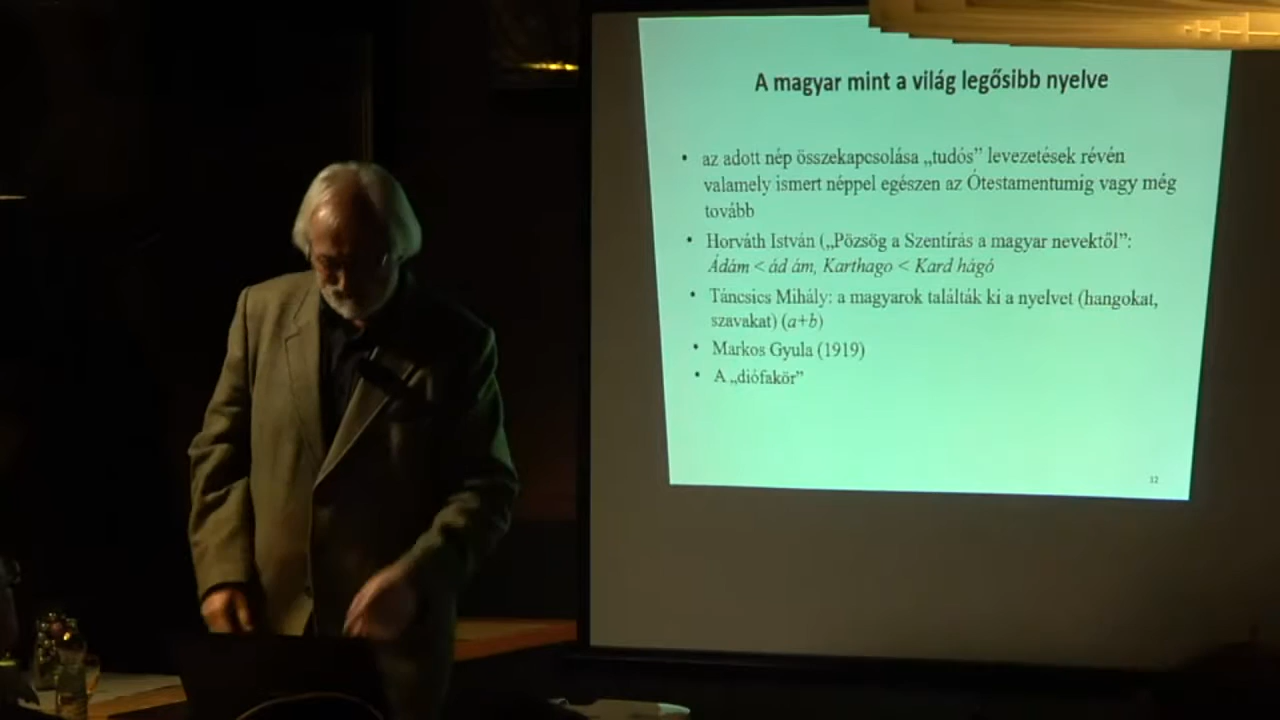 A magyar mint a világ legősibb nyelve
• az adott nép összekapcsolása „tudós” levezetések révén
valamely ismert néppel egészen az Ótestamentumig vagy még
tovább
• Horváth István („Pözsög a Szentírás a magyar nevektől”:
Ádám < ád ám, Karthago < Kard hágó
• Táncsics Mihály: a magyarok találták ki a nyelvet (hangokat,
szavakat) (a+b)
• Markos Gyula (1919)
• A „diófakör”
12